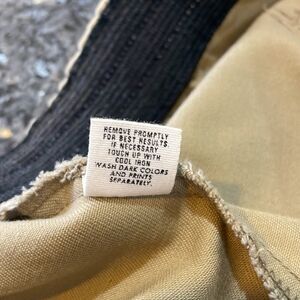 REMOVE PROMPTLY
FOR BEST RESULTS.
IF NECESSARY
TOUCH UP WITH
COOL IRON
WASH DARK COLORS
AND PRINTS
SEPARATELY.